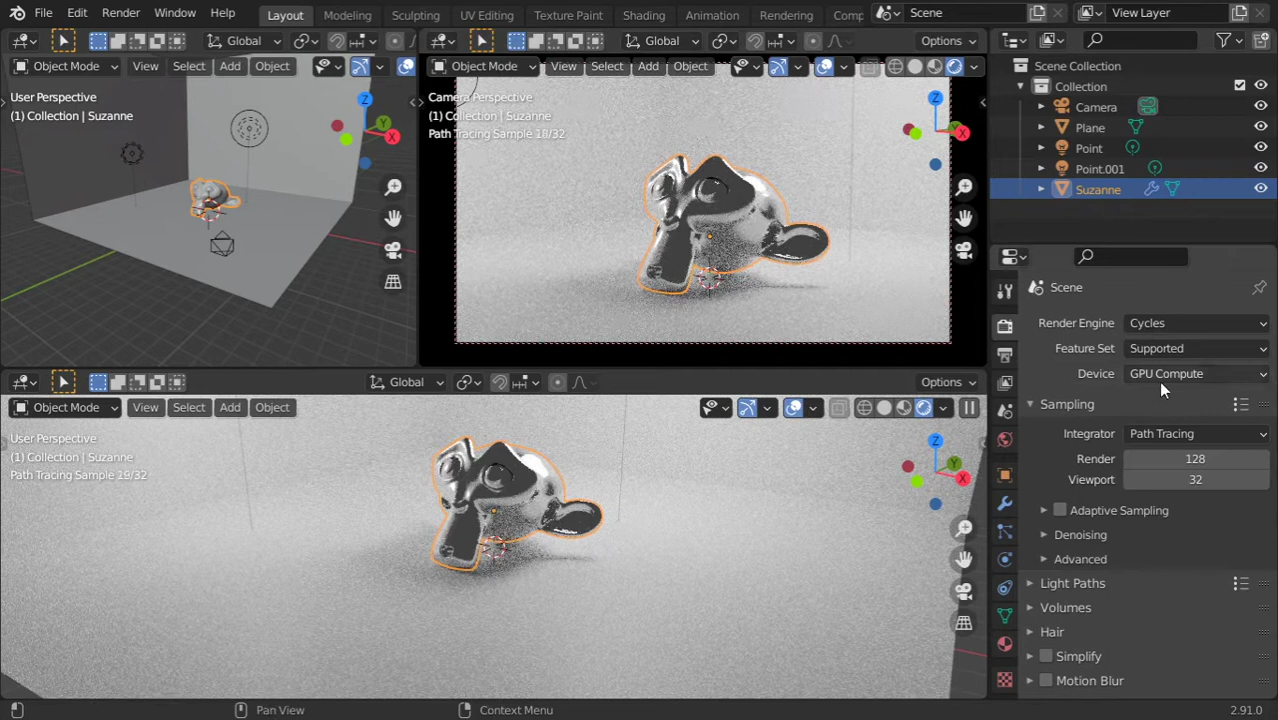 File Edit Render Window Help Layout Modeling Sculpting UV Editing Texture Paint Shading Animation Rendering Comp Scene View Layer
Global
Global Options
Object Mode View Select Add Object
Object Mode View Select Add Object
User Perspective
(1) Collection | Suzanne
Z
Y
X
Camera Perspective
(1) Collection | Suzanne
Path Tracing Sample 19/32
Z
Y
X
Global Options
Object Mode View Select Add Object
User Perspective
(1) Collection | Suzanne
Path Tracing Sample 19/32
Z
Y
X
Scene Collection
Collection
Camera
Plane
Point
Point.001
Suzanne
Scene
Render Engine Cycles
Feature Set Supported
Device GPU Compute
Sampling
Integrator Path Tracing
Render 128
Viewport 32
Adaptive Sampling
Denoising
Advanced
Light Paths
Volumes
Hair
Simplify
Motion Blur
Pan View Context Menu 2.91.0